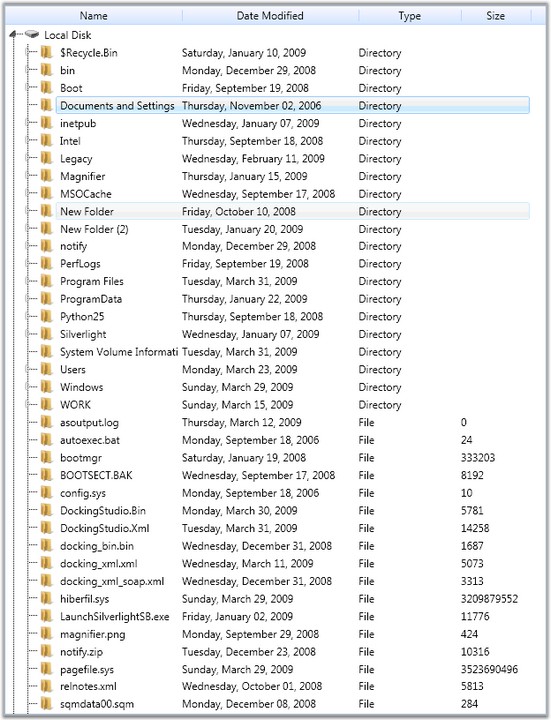 Name Date Modified Type Size
Local Disk
$Recycle.Bin Saturday, January 10, 2009 Directory
bin Monday, December 29, 2008 Directory
Boot Friday, September 19, 2008 Directory
Documents and Settings Thursday, November 02, 2006 Directory
inetpub Wednesday, January 07, 2009 Directory
Intel Thursday, September 18, 2008 Directory
Legacy Wednesday, February 11, 2009 Directory
Magnifier Thursday, January 15, 2009 Directory
MSOCache Wednesday, September 17, 2008 Directory
New Folder Friday, October 10, 2008 Directory
New Folder (2) Tuesday, January 20, 2009 Directory
notify Monday, December 29, 2008 Directory
PerfLogs Friday, September 19, 2008 Directory
Program Files Tuesday, March 31, 2009 Directory
ProgramData Thursday, January 22, 2009 Directory
Python25 Thursday, September 18, 2008 Directory
Silverlight Wednesday, January 07, 2009 Directory
System Volume Informati Tuesday, March 31, 2009 Directory
Users Monday, March 23, 2009 Directory
Windows Sunday, March 29, 2009 Directory
WORK Sunday, March 15, 2009 Directory
asoutput.log Thursday, March 12, 2009 File 0
autoexec.bat Monday, September 18, 2006 File 24
bootmgr Saturday, January 19, 2008 File 333203
BOOTSECT.BAK Wednesday, September 17, 2008 File 8192
config.sys Monday, September 18, 2006 File 10
DockingStudio.Bin Monday, March 30, 2009 File 5781
DockingStudio.Xml Tuesday, March 31, 2009 File 14258
docking_bin.bin Wednesday, December 31, 2008 File 1687
docking_xml.xml Wednesday, March 11, 2009 File 5073
docking_xml_soap.xml Wednesday, December 31, 2008 File 3313
hiberfil.sys Sunday, March 29, 2009 File 3209879552
LaunchSilverlightSB.exe Friday, January 02, 2009 File 11776
magnifier.png Monday, September 29, 2008 File 424
notify.zip Tuesday, December 23, 2008 File 10316
pagefile.sys Sunday, March 29, 2009 File 3523690496
relnotes.xml Wednesday, October 01, 2008 File 5813
sqmdata00.sqm Monday, December 08, 2008 File 284